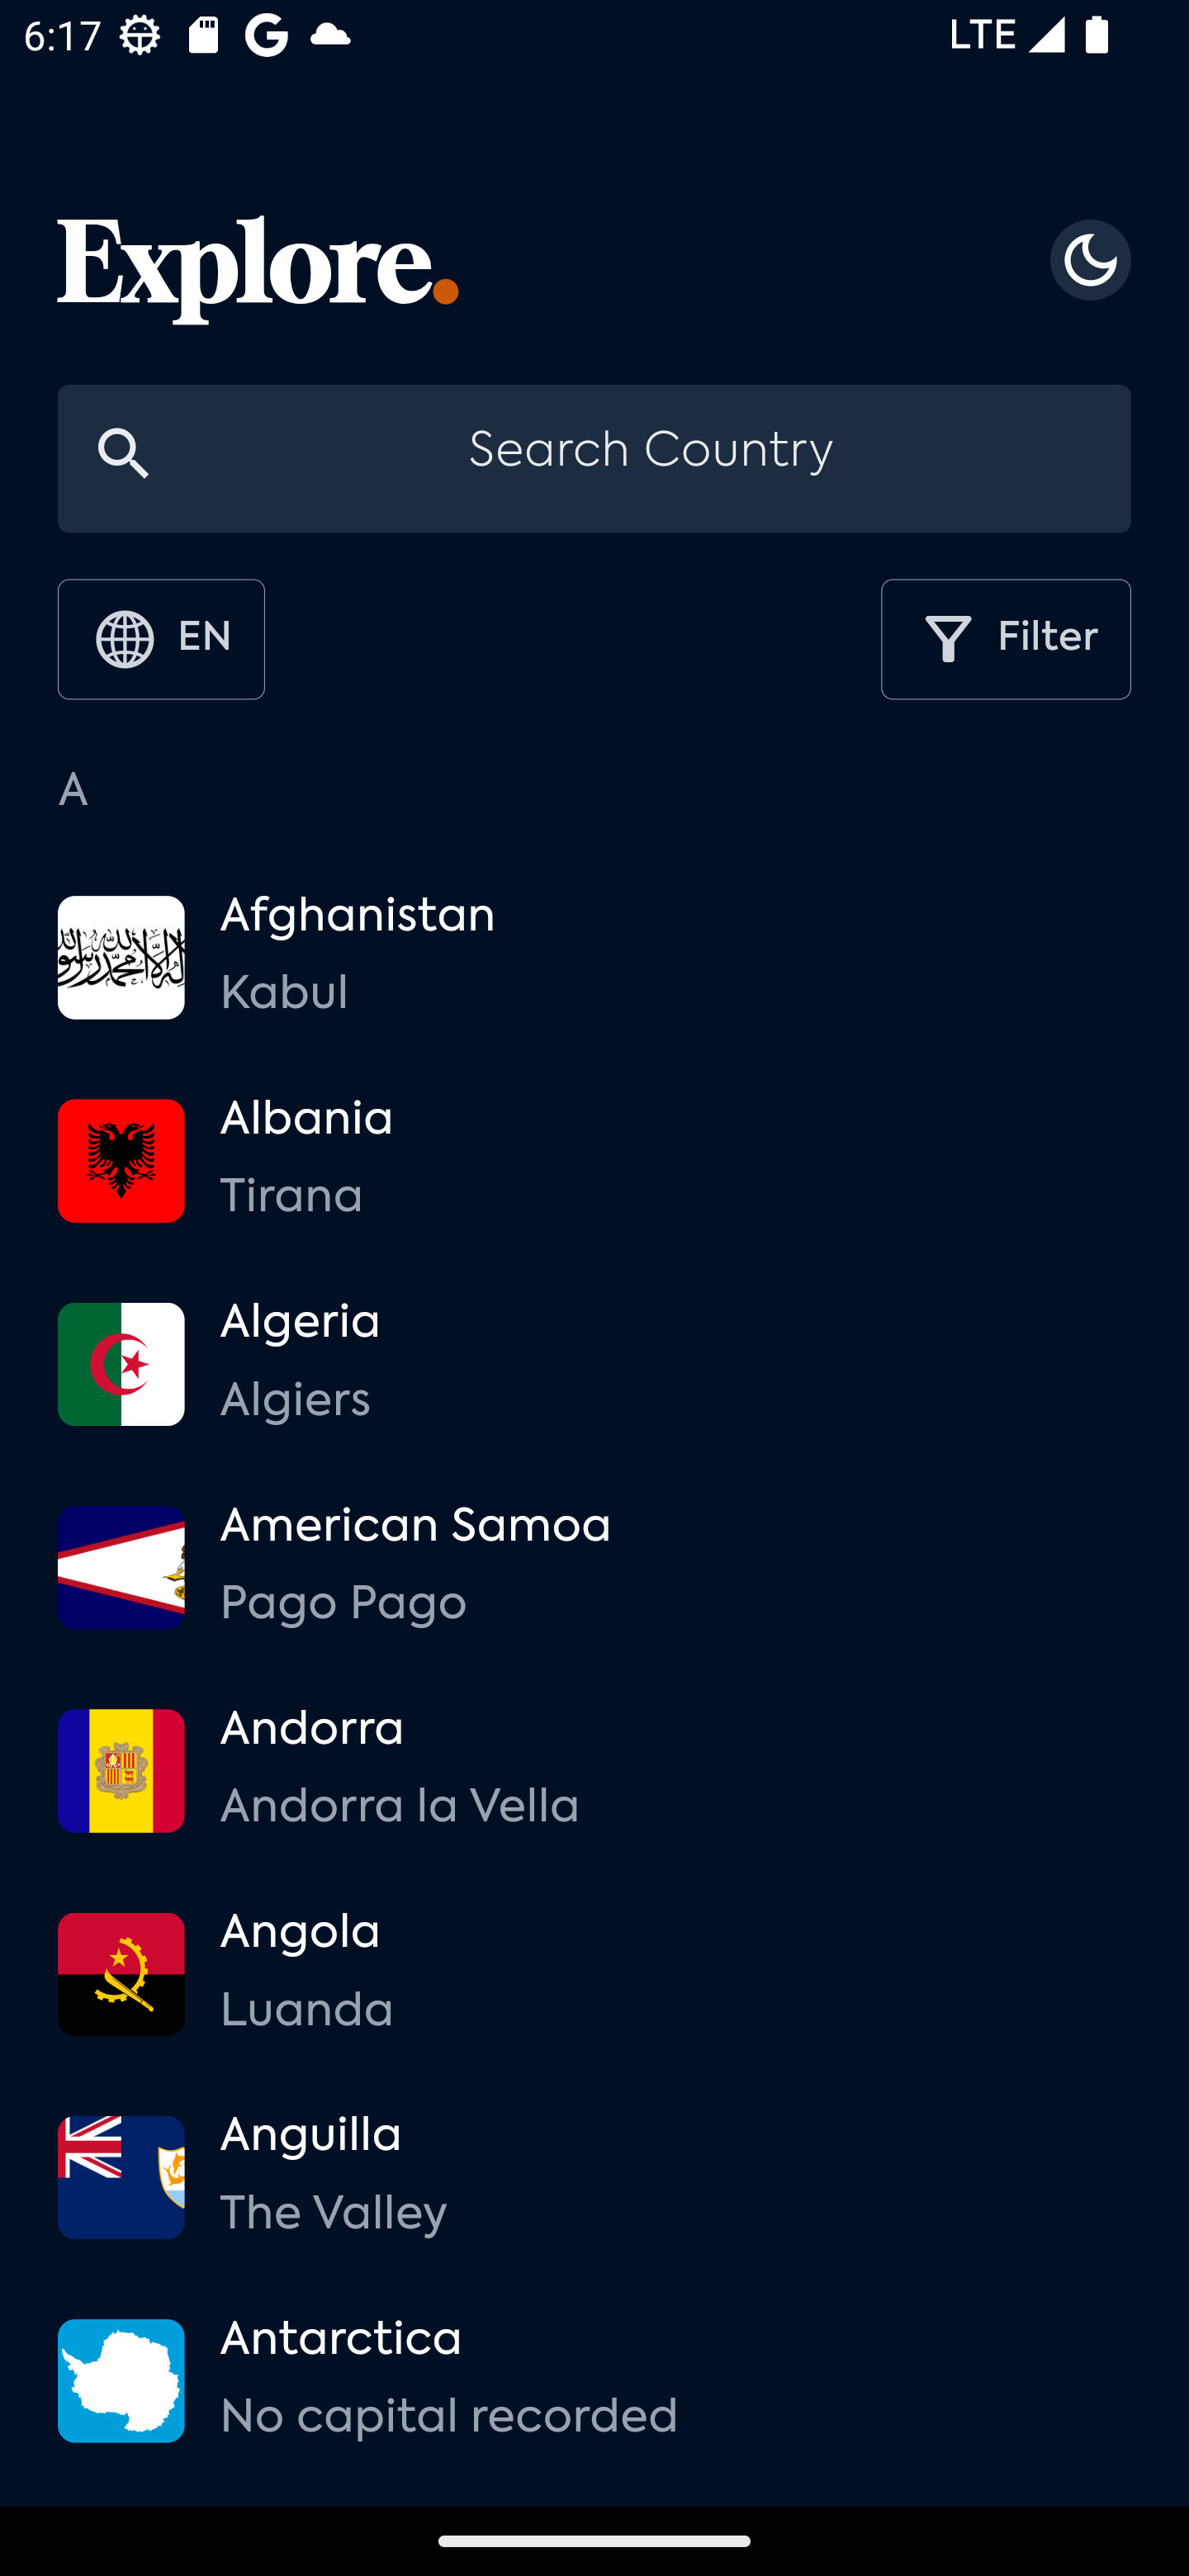 6:17
LTE
Explore.
Search Country
EN
Filter
A
Afghanistan
Kabul
Albania
Tirana
Algeria
Algiers
American Samoa
Pago Pago
Andorra
Andorra la Vella
Angola
Luanda
Anguilla
The Valley
Antarctica
No capital recorded